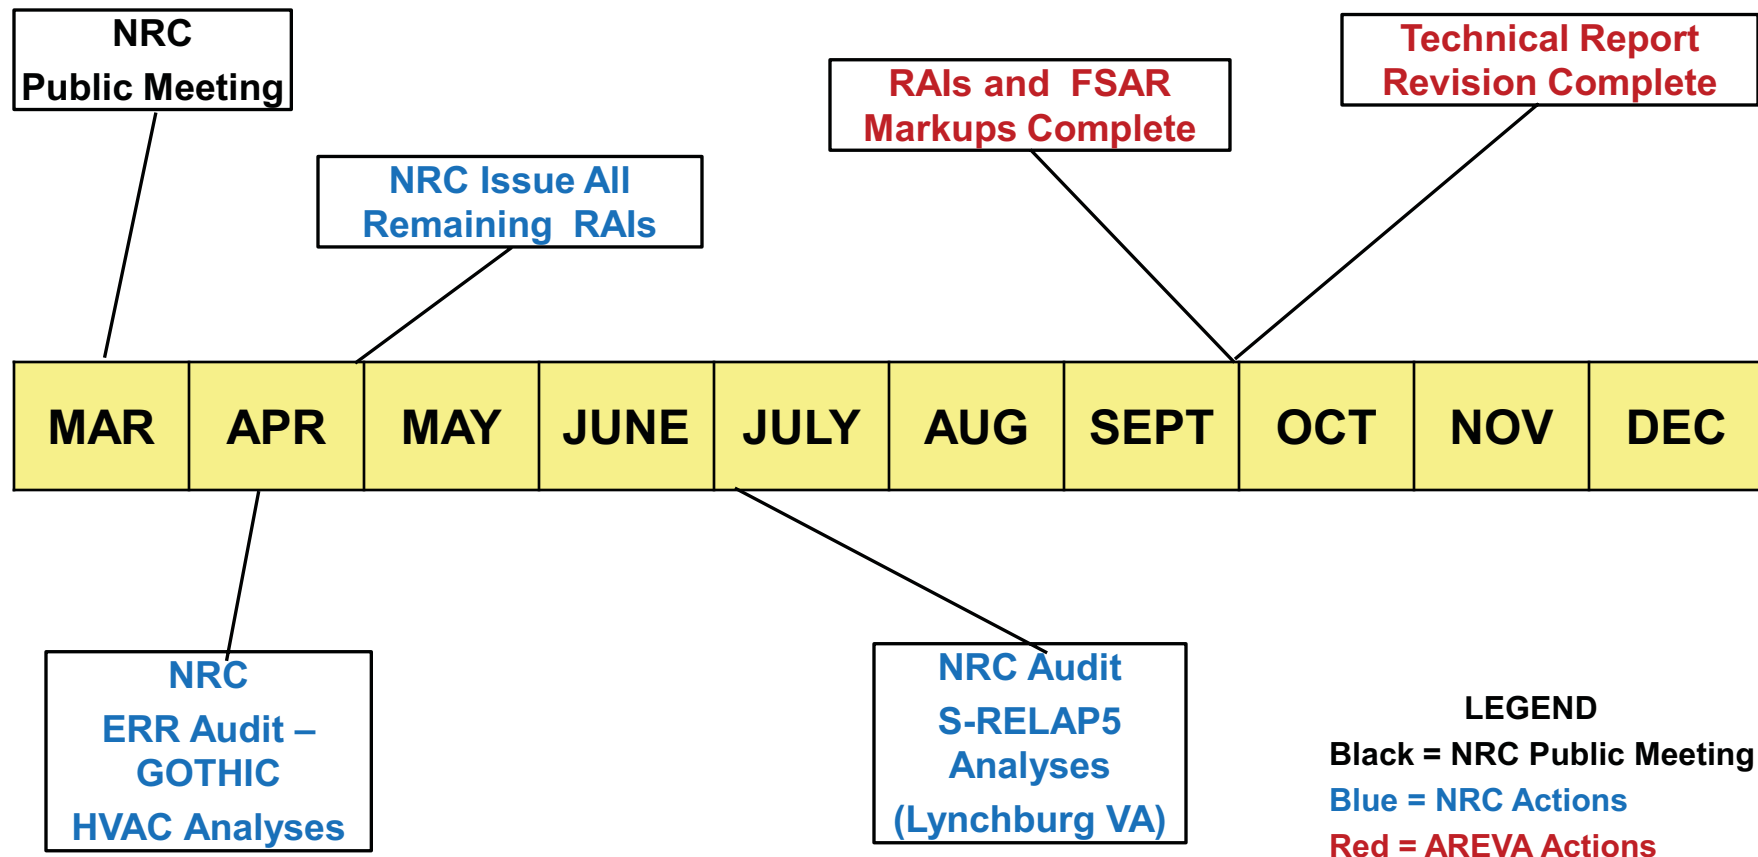 NRC
Public Meeting
NRC Issue All
Remaining RAIs
RAIs and FSAR
Markups Complete
Technical Report
Revision Complete
MAR APR MAY JUNE JULY AUG SEPT OCT NOV DEC
NRC
ERR Audit –
GOTHIC
HVAC Analyses
NRC Audit
S-RELAP5
Analyses
(Lynchburg VA)
LEGEND
Black = NRC Public Meeting
Blue = NRC Actions
Red = AREVA Actions